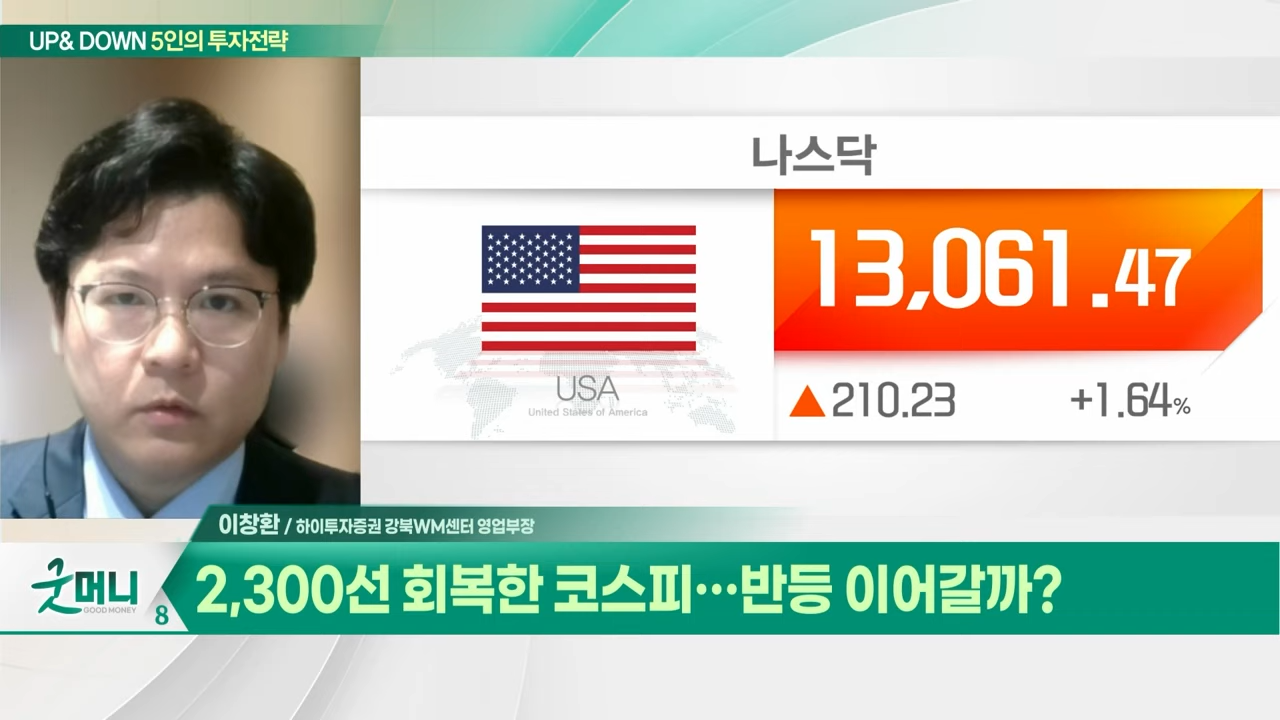 UP& DOWN 5인의 투자전략
나스닥
13,061.47
USA
United States of America
▲210.23 +1.64%
이창환 / 하이투자증권 강북WM센터 영업부장
굿머니
GOOD MONEY
8
2,300선 회복한 코스피…반등 이어갈까?